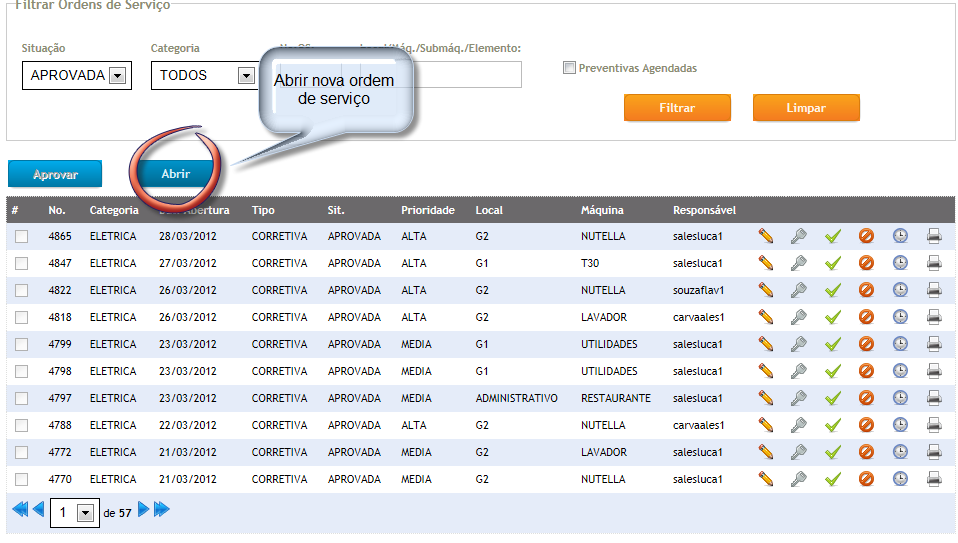 Filtrar Ordens de Serviço
Situação Categoria No. OS: Local/Máq./Submáq./Elemento:
APROVADA TODOS Preventivas Agendadas
Abrir nova ordem
de serviço
Filtrar Limpar
Aprovar Abrir
# No. Categoria Abertura Tipo Sit. Prioridade Local Máquina Responsável
4865 ELETRICA 28/03/2012 CORRETIVA APROVADA ALTA G2 NUTELLA salesluca1
4847 ELETRICA 27/03/2012 CORRETIVA APROVADA ALTA G1 T30 salesluca1
4822 ELETRICA 26/03/2012 CORRETIVA APROVADA ALTA G2 NUTELLA souzaflav1
4818 ELETRICA 26/03/2012 CORRETIVA APROVADA ALTA G2 LAVADOR carvaales1
4799 ELETRICA 23/03/2012 CORRETIVA APROVADA MEDIA G1 UTILIDADES salesluca1
4798 ELETRICA 23/03/2012 CORRETIVA APROVADA MEDIA G1 UTILIDADES salesluca1
4797 ELETRICA 23/03/2012 CORRETIVA APROVADA MEDIA ADMINISTRATIVO RESTAURANTE salesluca1
4788 ELETRICA 22/03/2012 CORRETIVA APROVADA ALTA G2 NUTELLA carvaales1
4772 ELETRICA 21/03/2012 CORRETIVA APROVADA MEDIA G2 LAVADOR salesluca1
4770 ELETRICA 21/03/2012 CORRETIVA APROVADA MEDIA G2 NUTELLA salesluca1
1 de 57